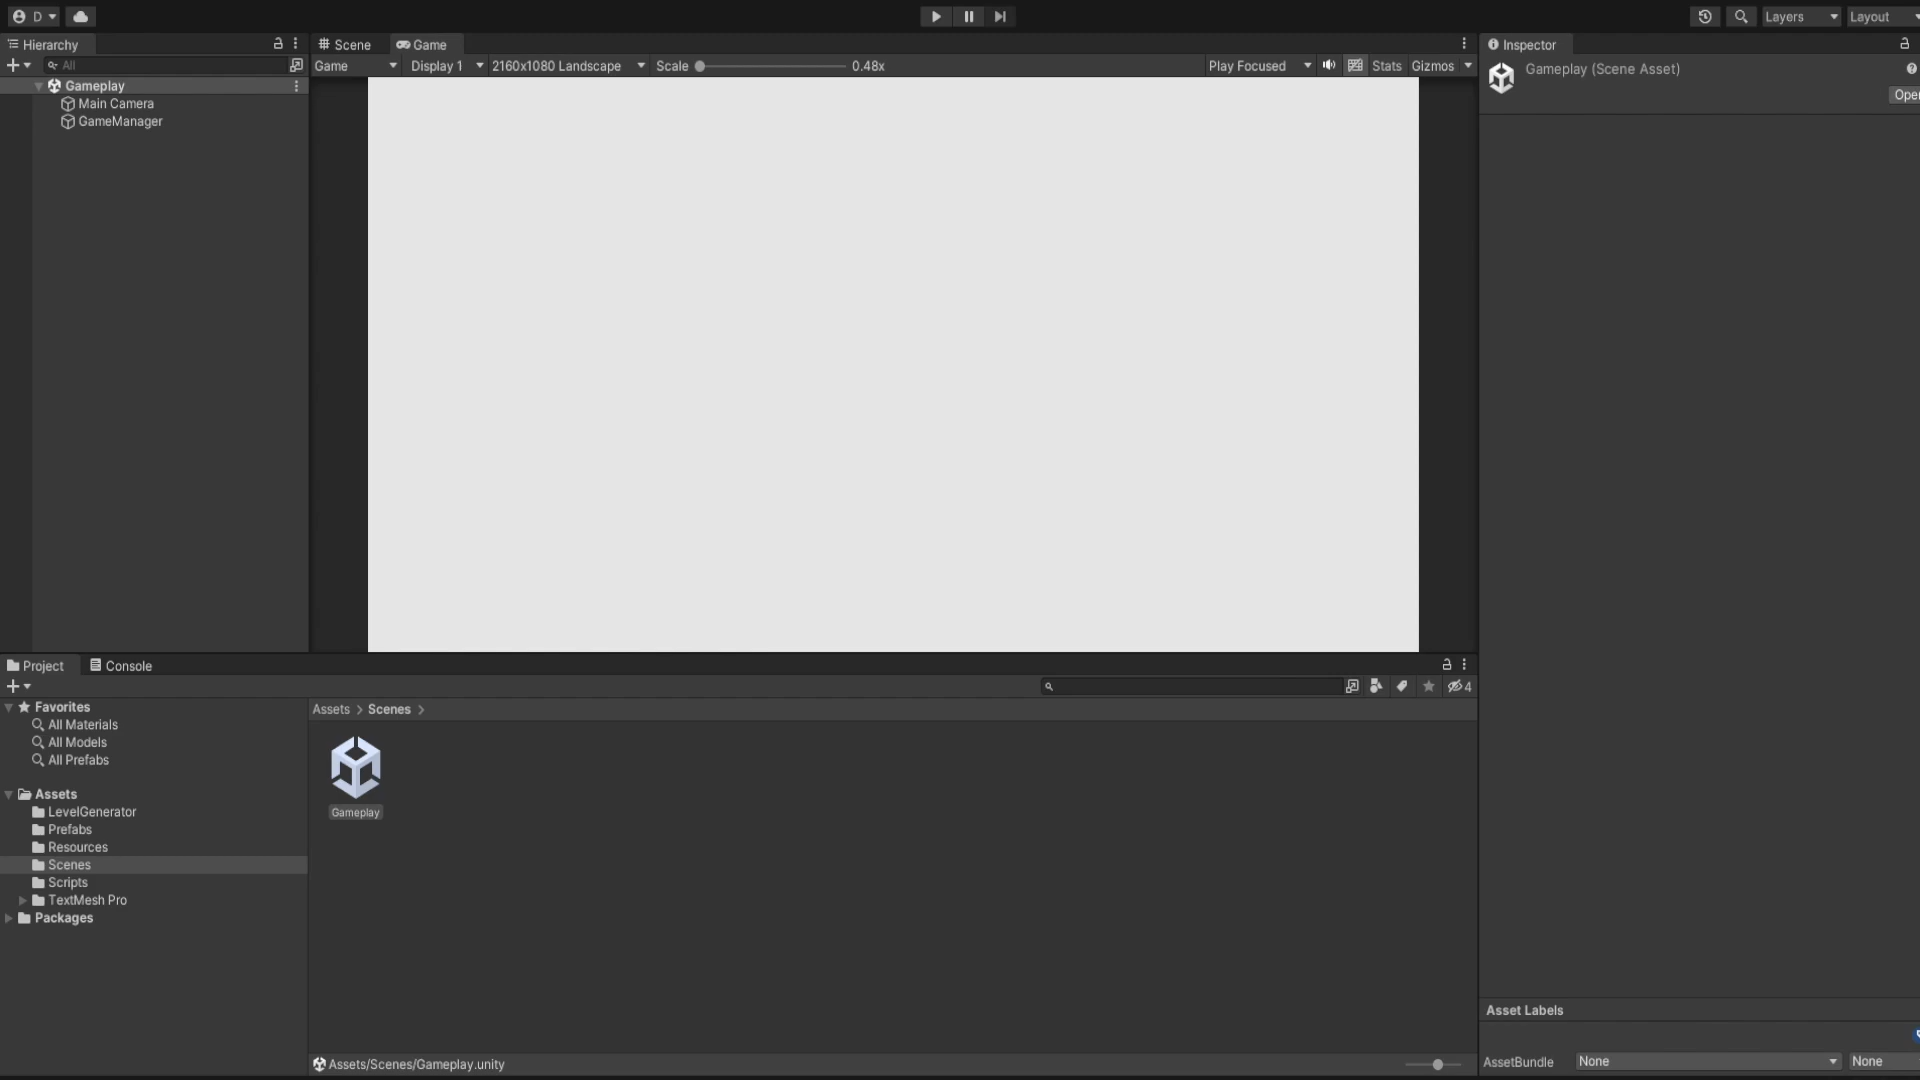 D
Layers
Layout
Hierarchy
All
Gameplay
Main Camera
GameManager
Scene
Game
Game
Display 1
2160x1080 Landscape
Scale
0.48x
Play Focused
Stats
Gizmos
Inspector
Gameplay (Scene Asset)
Open
Project
Console
4
Favorites
All Materials
All Models
All Prefabs
Assets
LevelGenerator
Prefabs
Resources
Scenes
Scripts
TextMesh Pro
Packages
Assets > Scenes >
Gameplay
Assets/Scenes/Gameplay.unity
Asset Labels
AssetBundle
None
None